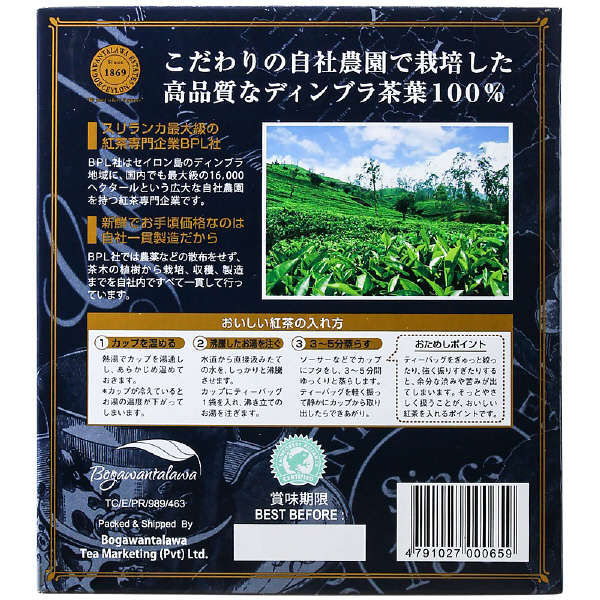 BOGAWANTALAWA ESTATES
Since
1869
CEYLON
こだわりの自社農園で栽培した
高品質なディンブラ茶葉100%
スリランカ最大級の
紅茶専門企業BPL社
BPL社はセイロン島のディンブラ
地域に、国内でも最大級の16,000
ヘクタールという広大な自社農園
を持つ紅茶専門企業です。
新鮮でお手頃価格なのは
自社一貫製造だから
BPL社では農薬などの散布をせず、
茶木の植樹から栽培、収穫、製造
までを自社内ですべて一貫して行っ
ています。
おいしい紅茶の入れ方
1 カップを温める
熱湯でカップを湯通し
し、あらかじめ温めて
おきます。
*カップが冷えていると
お湯の温度が下がって
しまいます。
2 沸騰したお湯を注ぐ
水道から直接汲みたて
の水を、しっかりと沸騰
させます。
カップにティーバッグ
1袋を入れ、沸き立ての
お湯を注ぎます。
3 3〜5分蒸らす
ソーサーなどでカップ
にフタをし、3〜5分間
ゆっくりと蒸らします。
ティーバッグを軽く振っ
て静かにカップから取り
出したらできあがり。
おためしポイント
ティーバッグをぎゅっと絞っ
たり、強く振りすぎたりする
と、余分な渋みや苦みが出
てしまいます。そっとやさ
しく扱うことが、おいしい
紅茶を入れるポイントです。
Bogawantalawa
TC/E/PR/989/463
Packed & Shipped By
Bogawantalawa
Tea Marketing (Pvt) Ltd.
CERTIFIED
賞味期限
BEST BEFORE :
4 791027 000659